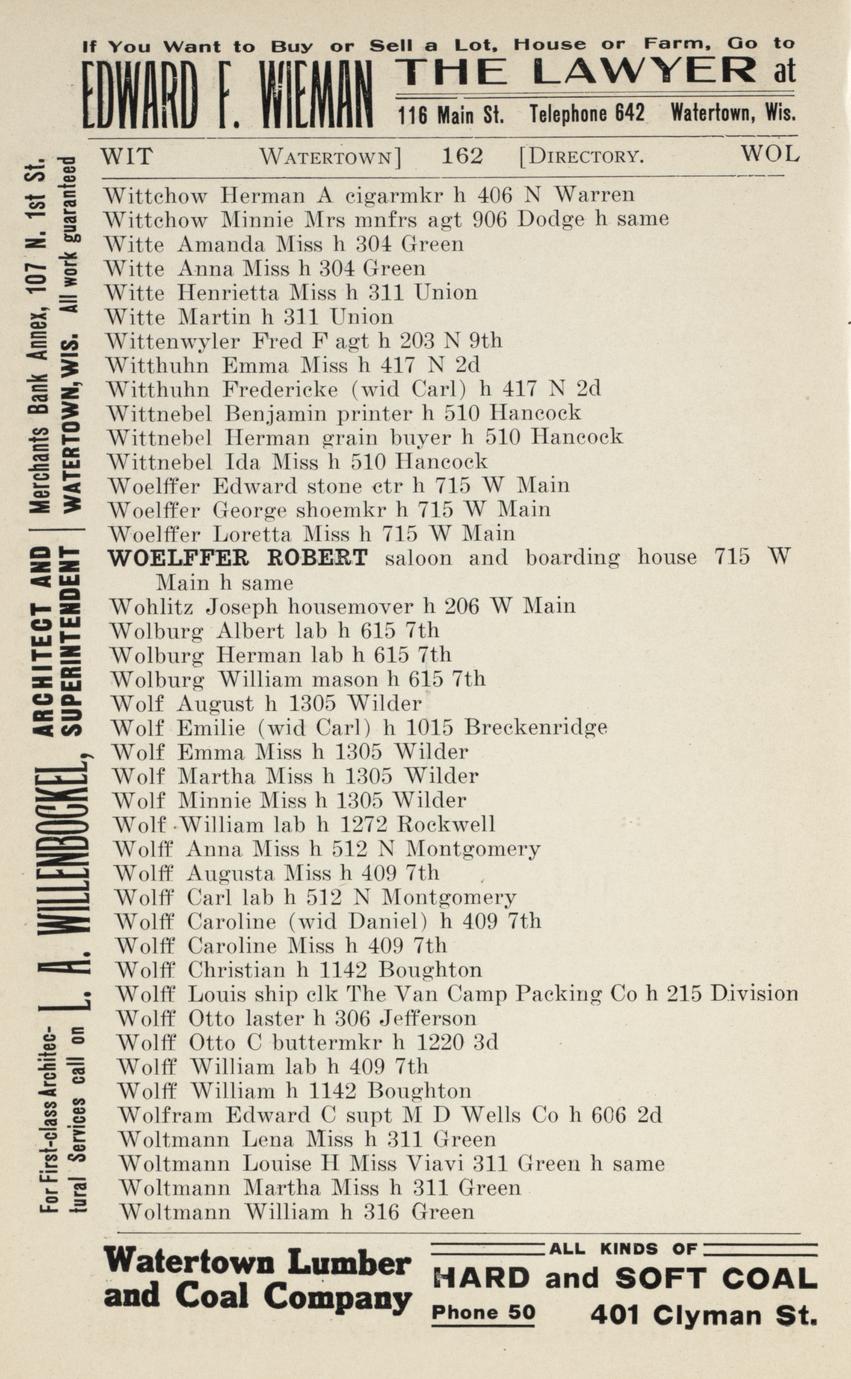 If You Want to Buy or Sell a Lot, House or Farm, Go to
EDWARD F. WIEMAN THE LAWYER at
116 Main St. Telephone 642 Watertown, Wis.
WIT WATERTOWN] 162 [DIRECTORY. WOL
Wittchow Herman A cigarmkr h 406 N Warren
Wittchow Minnie Mrs mnfrs agt 906 Dodge h same
Witte Amanda Miss h 304 Green
Witte Anna Miss h 304 Green
Witte Henrietta Miss h 311 Union
Witte Martin h 311 Union
Wittenwyler Fred F agt h 203 N 9th
Witthuhn Emma Miss h 417 N 2d
Witthuhn Fredericke (wid Carl) h 417 N 2d
Wittnebel Benjamin printer h 510 Hancock
Wittnebel Herman grain buyer h 510 Hancock
Wittnebel Ida Miss h 510 Hancock
Woelffer Edward stone ctr h 715 W Main
Woelffer George shoemkr h 715 W Main
Woelffer Loretta Miss h 715 W Main
WOELFFER ROBERT saloon and boarding house 715 W
Main h same
Wohlitz Joseph housemover h 206 W Main
Wolburg Albert lab h 615 7th
Wolburg Herman lab h 615 7th
Wolburg William mason h 615 7th
Wolf August h 1305 Wilder
Wolf Emilie (wid Carl) h 1015 Breckenridge
Wolf Emma Miss h 1305 Wilder
Wolf Martha Miss h 1305 Wilder
Wolf Minnie Miss h 1305 Wilder
Wolf William lab h 1272 Rockwell
Wolff Anna Miss h 512 N Montgomery
Wolff Augusta Miss h 409 7th
Wolff Carl lab h 512 N Montgomery
Wolff Caroline (wid Daniel) h 409 7th
Wolff Caroline Miss h 409 7th
Wolff Christian h 1142 Boughton
Wolff Louis ship clk The Van Camp Packing Co h 215 Division
Wolff Otto laster h 306 Jefferson
Wolff Otto C buttermkr h 1220 3d
Wolff William lab h 409 7th
Wolff William h 1142 Boughton
Wolfram Edward C supt M D Wells Co h 606 2d
Woltmann Lena Miss h 311 Green
Woltmann Louise H Miss Viavi 311 Green h same
Woltmann Martha Miss h 311 Green
Woltmann William h 316 Green
For First-class Architec-
tural Services call on
L. A. WILLENBOCKEL,
ARCHITECT AND
SUPERINTENDENT
Merchants Bank Annex, 107 N. 1st St.
WATERTOWN, WIS. All work guaranteed
Watertown Lumber
and Coal Company
ALL KINDS OF
HARD and SOFT COAL
Phone 50 401 Clyman St.